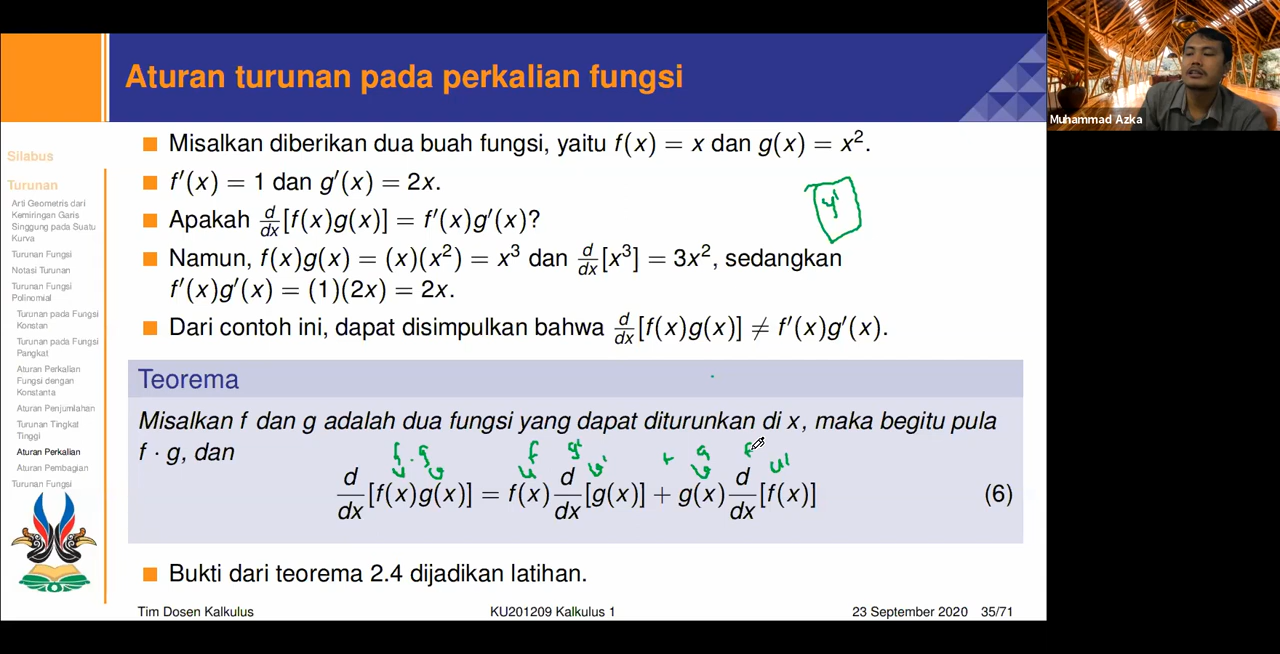 Aturan turunan pada perkalian fungsi
Muhammad Azka
Silabus
Turunan
Arti Geometris dari
Kemiringan Garis
Singgung pada Suatu
Kurva
Turunan Fungsi
Notasi Turunan
Turunan Fungsi
Polinomial
Turunan pada Fungsi
Konstan
Turunan pada Fungsi
Pangkat
Aturan Perkalian
Fungsi dengan
Konstanta
Aturan Penjumlahan
Turunan Tingkat
Tinggi
Aturan Perkalian
Aturan Pembagian
Turunan Fungsi
Misalkan diberikan dua buah fungsi, yaitu f(x) = x dan g(x) = x².
f′(x) = 1 dan g′(x) = 2x.
y'
Apakah d/dx [f(x)g(x)] = f′(x)g′(x)?
Namun, f(x)g(x) = (x)(x²) = x³ dan d/dx [x³] = 3x², sedangkan
f′(x)g′(x) = (1)(2x) = 2x.
Dari contoh ini, dapat disimpulkan bahwa d/dx [f(x)g(x)] ≠ f′(x)g′(x).
Teorema
Misalkan f dan g adalah dua fungsi yang dapat diturunkan di x, maka begitu pula
f · g, dan
f . g f g' + g f
u v u v' v u'
d/dx [f(x)g(x)] = f(x) d/dx [g(x)] + g(x) d/dx [f(x)] (6)
Bukti dari teorema 2.4 dijadikan latihan.
Tim Dosen Kalkulus KU201209 Kalkulus 1 23 September 2020 35/71